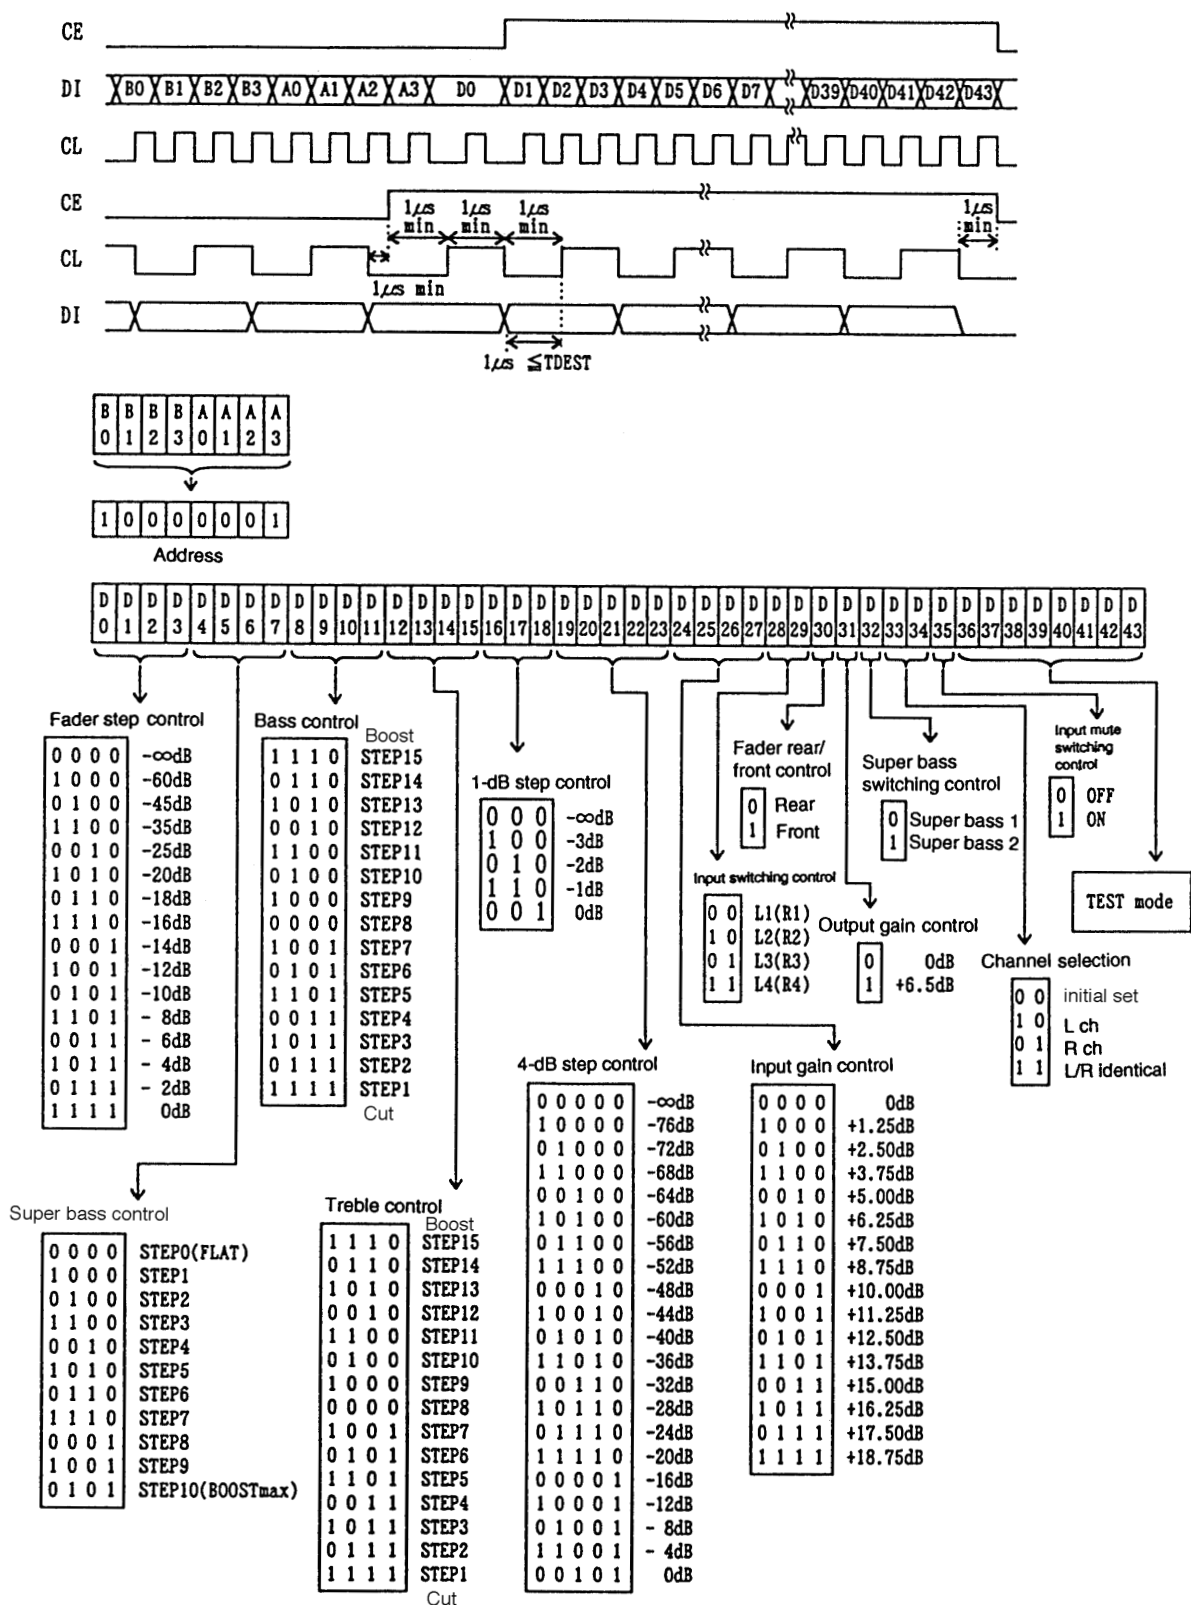 CE
DI B0 B1 B2 B3 A0 A1 A2 A3 D0 D1 D2 D3 D4 D5 D6 D7 D39 D40 D41 D42 D43
CL
CE
1μs min 1μs min 1μs min 1μs min
CL
1μs min
DI
1μs ≦TDEST
B0 B1 B2 B3 A0 A1 A2 A3
1 0 0 0 0 0 0 1
Address
D0 D1 D2 D3 D4 D5 D6 D7 D8 D9 D10 D11 D12 D13 D14 D15 D16 D17 D18 D19 D20 D21 D22 D23 D24 D25 D26 D27 D28 D29 D30 D31 D32 D33 D34 D35 D36 D37 D38 D39 D40 D41 D42 D43
Fader step control
0 0 0 0 -∞dB
1 0 0 0 -60dB
0 1 0 0 -45dB
1 1 0 0 -35dB
0 0 1 0 -25dB
1 0 1 0 -20dB
0 1 1 0 -18dB
1 1 1 0 -16dB
0 0 0 1 -14dB
1 0 0 1 -12dB
0 1 0 1 -10dB
1 1 0 1 - 8dB
0 0 1 1 - 6dB
1 0 1 1 - 4dB
0 1 1 1 - 2dB
1 1 1 1 0dB
Bass control
Boost
1 1 1 0 STEP15
0 1 1 0 STEP14
1 0 1 0 STEP13
0 0 1 0 STEP12
1 1 0 0 STEP11
0 1 0 0 STEP10
1 0 0 0 STEP9
0 0 0 0 STEP8
1 0 0 1 STEP7
0 1 0 1 STEP6
1 1 0 1 STEP5
0 0 1 1 STEP4
1 0 1 1 STEP3
0 1 1 1 STEP2
1 1 1 1 STEP1
Cut
1-dB step control
0 0 0 -∞dB
1 0 0 -3dB
0 1 0 -2dB
1 1 0 -1dB
0 0 1 0dB
Fader rear/
front control
0 Rear
1 Front
Super bass
switching control
0 Super bass 1
1 Super bass 2
Input mute
switching
control
0 OFF
1 ON
TEST mode
Input switching control
0 0 L1(R1)
1 0 L2(R2)
0 1 L3(R3)
1 1 L4(R4)
Output gain control
0 0dB
1 +6.5dB
Channel selection
0 0 initial set
1 0 L ch
0 1 R ch
1 1 L/R identical
Super bass control
0 0 0 0 STEP0(FLAT)
1 0 0 0 STEP1
0 1 0 0 STEP2
1 1 0 0 STEP3
0 0 1 0 STEP4
1 0 1 0 STEP5
0 1 1 0 STEP6
1 1 1 0 STEP7
0 0 0 1 STEP8
1 0 0 1 STEP9
0 1 0 1 STEP10(BOOSTmax)
Treble control
Boost
1 1 1 0 STEP15
0 1 1 0 STEP14
1 0 1 0 STEP13
0 0 1 0 STEP12
1 1 0 0 STEP11
0 1 0 0 STEP10
1 0 0 0 STEP9
0 0 0 0 STEP8
1 0 0 1 STEP7
0 1 0 1 STEP6
1 1 0 1 STEP5
0 0 1 1 STEP4
1 0 1 1 STEP3
0 1 1 1 STEP2
1 1 1 1 STEP1
Cut
4-dB step control
0 0 0 0 0 -∞dB
1 0 0 0 0 -76dB
0 1 0 0 0 -72dB
1 1 0 0 0 -68dB
0 0 1 0 0 -64dB
1 0 1 0 0 -60dB
0 1 1 0 0 -56dB
1 1 1 0 0 -52dB
0 0 0 1 0 -48dB
1 0 0 1 0 -44dB
0 1 0 1 0 -40dB
1 1 0 1 0 -36dB
0 0 1 1 0 -32dB
1 0 1 1 0 -28dB
0 1 1 1 0 -24dB
1 1 1 1 0 -20dB
0 0 0 0 1 -16dB
1 0 0 0 1 -12dB
0 1 0 0 1 - 8dB
1 1 0 0 1 - 4dB
0 0 1 0 1 0dB
Input gain control
0 0 0 0 0dB
1 0 0 0 +1.25dB
0 1 0 0 +2.50dB
1 1 0 0 +3.75dB
0 0 1 0 +5.00dB
1 0 1 0 +6.25dB
0 1 1 0 +7.50dB
1 1 1 0 +8.75dB
0 0 0 1 +10.00dB
1 0 0 1 +11.25dB
0 1 0 1 +12.50dB
1 1 0 1 +13.75dB
0 0 1 1 +15.00dB
1 0 1 1 +16.25dB
0 1 1 1 +17.50dB
1 1 1 1 +18.75dB